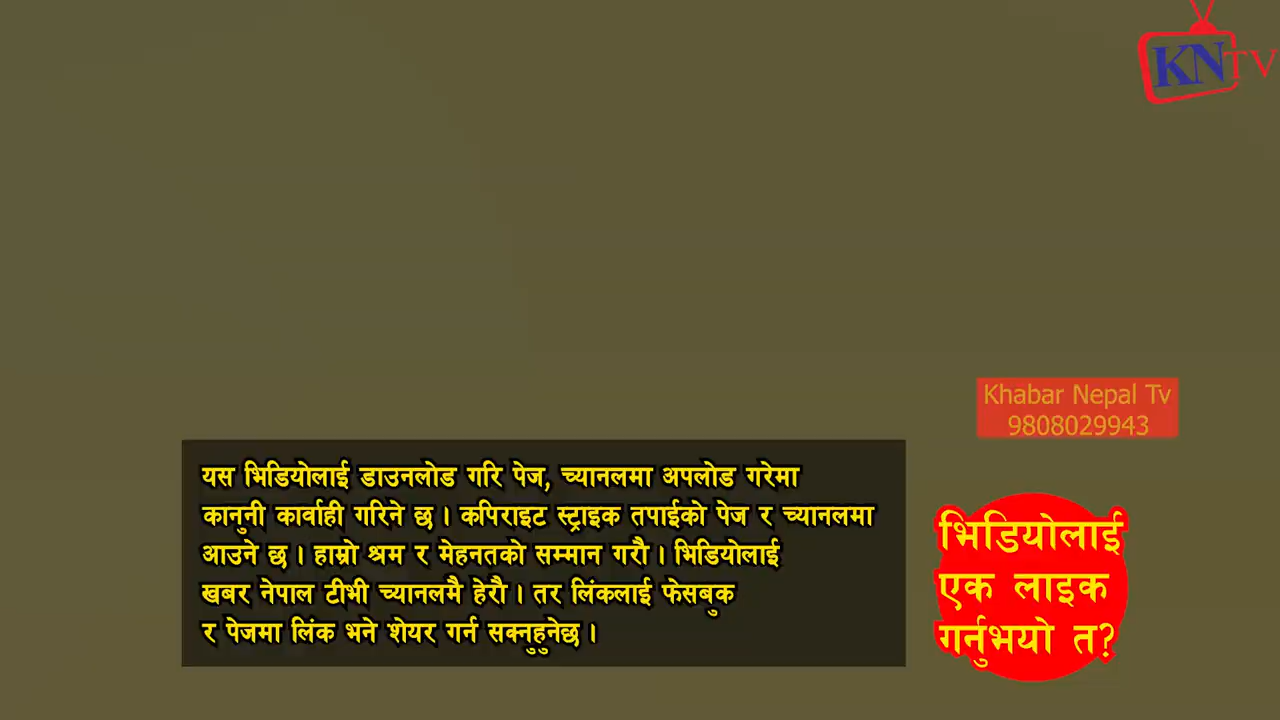 KNTV
Khabar Nepal Tv
9808029943
यस भिडियोलाई डाउनलोड गरि पेज, च्यानलमा अपलोड गरेमा
कानुनी कार्वाही गरिने छ । कपिराइट स्ट्राइक तपाईको पेज र च्यानलमा
आउने छ । हाम्रो श्रम र मेहनतको सम्मान गरौ । भिडियोलाई
खबर नेपाल टीभी च्यानलमै हेरौ । तर लिंकलाई फेसबुक
र पेजमा लिंक भने शेयर गर्न सक्नुहुनेछ ।
भिडियोलाई
एक लाइक
गर्नुभयो त?